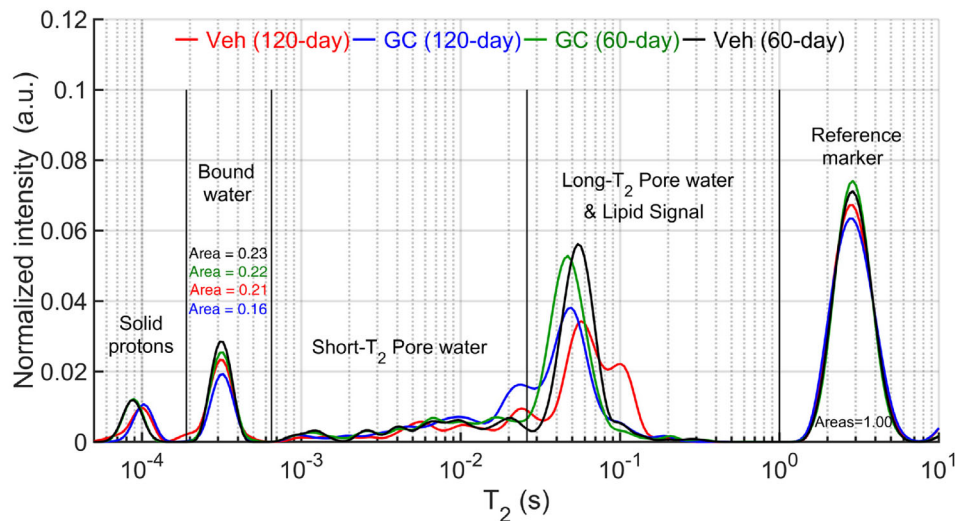 0.12
Veh (120-day) GC (120-day) GC (60-day) Veh (60-day)
0.1
Reference
marker
Bound
water
0.08
Long-T₂ Pore water
& Lipid Signal
0.06
Area = 0.23
Area = 0.22
Area = 0.21
Area = 0.16
0.04
Solid
protons
Short-T₂ Pore water
0.02
Areas=1.00
0
10⁻⁴ 10⁻³ 10⁻² 10⁻¹ 10⁰ 10¹
T₂ (s)
Normalized intensity (a.u.)